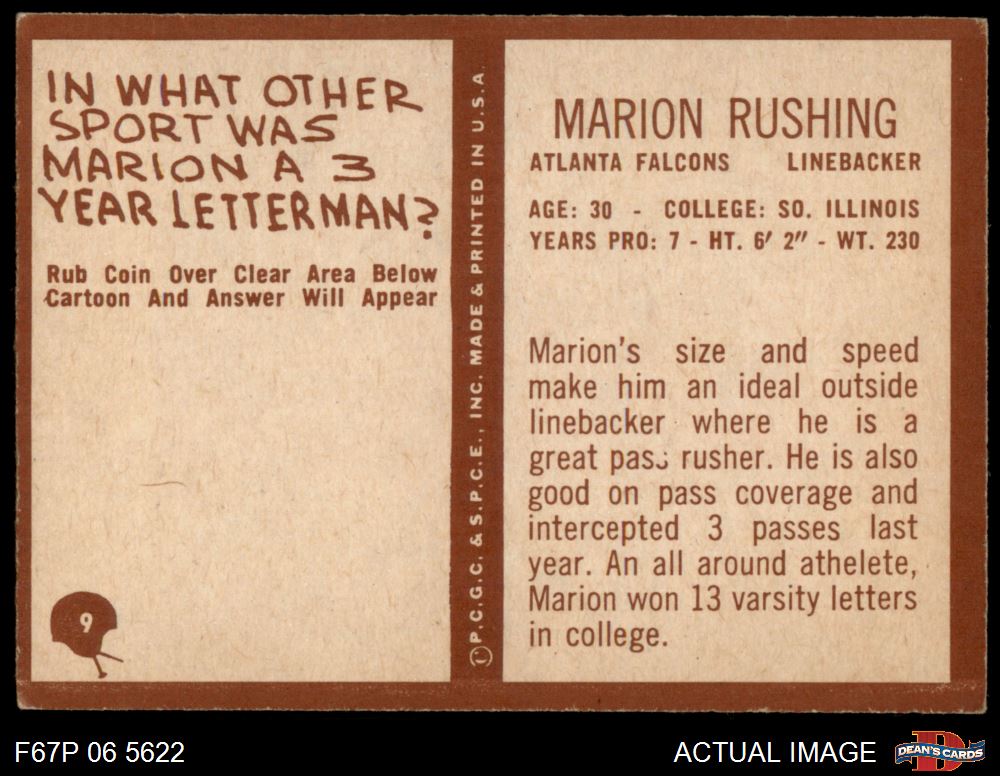 IN WHAT OTHER
SPORT WAS
MARION A 3
YEAR LETTERMAN?
Rub Coin Over Clear Area Below
Cartoon And Answer Will Appear
9
© P.C.G.C. & S.P.C.E., INC. MADE & PRINTED IN U.S.A.
MARION RUSHING
ATLANTA FALCONS LINEBACKER
AGE: 30 - COLLEGE: SO. ILLINOIS
YEARS PRO: 7 - HT. 6' 2" - WT. 230
Marion's size and speed
make him an ideal outside
linebacker where he is a
great pass rusher. He is also
good on pass coverage and
intercepted 3 passes last
year. An all around athelete,
Marion won 13 varsity letters
in college.
F67P 06 5622
ACTUAL IMAGE
D
DEAN'S CARDS